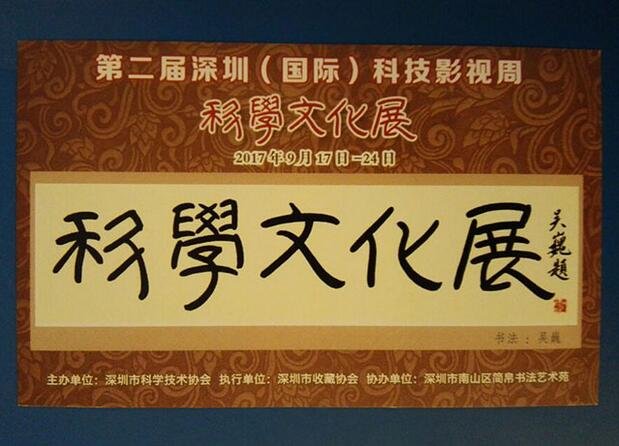 第二届深圳（国际）科技影视周
科學文化展
2017年9月17日-24日
科學文化展
吴巍题
书法：吴巍
主办单位：深圳市科学技术协会 执行单位：深圳市收藏协会 协办单位：深圳市南山区简帛书法艺术苑